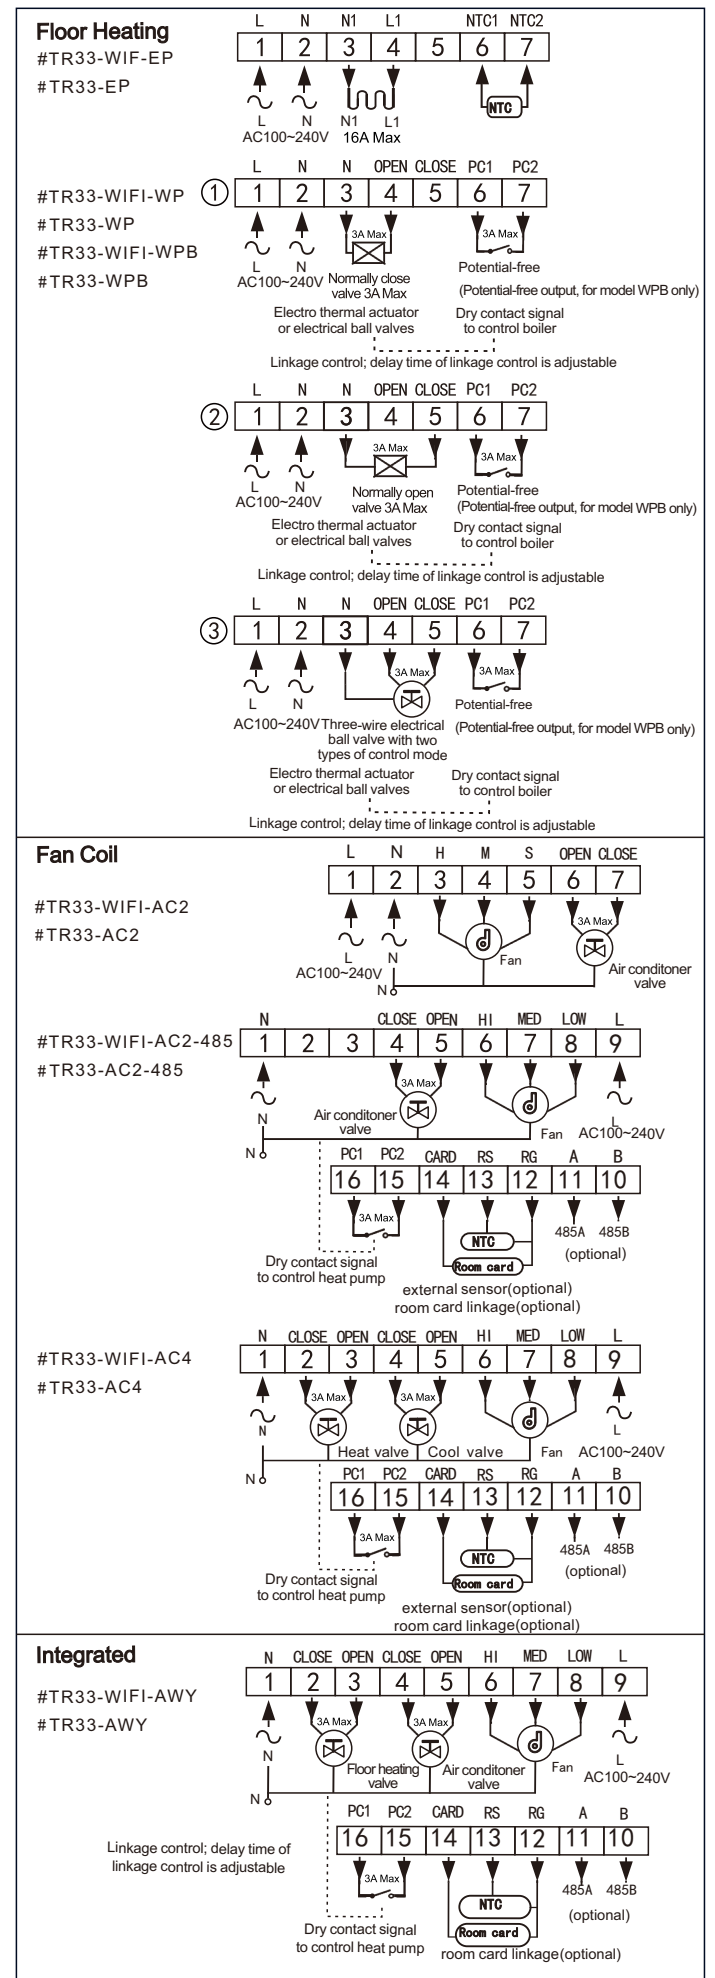 Floor Heating
#TR33-WIF-EP
#TR33-EP
L N N1 L1 NTC1 NTC2
1 2 3 4 5 6 7
NTC
L N N1 L1
AC100~240V 16A Max
#TR33-WIFI-WP
#TR33-WP
#TR33-WIFI-WPB
#TR33-WPB
①
L N N OPEN CLOSE PC1 PC2
1 2 3 4 5 6 7
3A Max 3A Max
L N
AC100~240V
Normally close
valve 3A Max
Potential-free
(Potential-free output, for model WPB only)
Electro thermal actuator
or electrical ball valves
Dry contact signal
to control boiler
Linkage control; delay time of linkage control is adjustable
②
L N N OPEN CLOSE PC1 PC2
1 2 3 4 5 6 7
3A Max 3A Max
L N
AC100~240V
Normally open
valve 3A Max
Potential-free
(Potential-free output, for model WPB only)
Electro thermal actuator
or electrical ball valves
Dry contact signal
to control boiler
Linkage control; delay time of linkage control is adjustable
③
L N N OPEN CLOSE PC1 PC2
1 2 3 4 5 6 7
3A Max 3A Max
L N
AC100~240V
Three-wire electrical
ball valve with two
types of control mode
Potential-free
(Potential-free output, for model WPB only)
Electro thermal actuator
or electrical ball valves
Dry contact signal
to control boiler
Linkage control; delay time of linkage control is adjustable
Fan Coil
#TR33-WIFI-AC2
#TR33-AC2
L N H M S OPEN CLOSE
1 2 3 4 5 6 7
3A Max
L N
AC100~240V
Fan
Air conditoner
valve
N
#TR33-WIFI-AC2-485
#TR33-AC2-485
N CLOSE OPEN HI MED LOW L
1 2 3 4 5 6 7 8 9
3A Max
N
Air conditoner
valve
Fan
L
AC100~240V
N
PC1 PC2 CARD RS RG A B
16 15 14 13 12 11 10
3A Max
NTC
Room card
485A 485B
(optional)
Dry contact signal
to control heat pump
external sensor(optional)
room card linkage(optional)
#TR33-WIFI-AC4
#TR33-AC4
N CLOSE OPEN CLOSE OPEN HI MED LOW L
1 2 3 4 5 6 7 8 9
3A Max 3A Max
N
L
Heat valve Cool valve Fan AC100~240V
N
PC1 PC2 CARD RS RG A B
16 15 14 13 12 11 10
3A Max
NTC
Room card
485A 485B
(optional)
Dry contact signal
to control heat pump
external sensor(optional)
room card linkage(optional)
Integrated
#TR33-WIFI-AWY
#TR33-AWY
N CLOSE OPEN CLOSE OPEN HI MED LOW L
1 2 3 4 5 6 7 8 9
3A Max 3A Max
N
Floor heating
valve
Air conditoner
valve
Fan
L
AC100~240V
N
PC1 PC2 CARD RS RG A B
16 15 14 13 12 11 10
Linkage control; delay time of
linkage control is adjustable
3A Max
NTC
Room card
485A 485B
(optional)
Dry contact signal
to control heat pump
room card linkage(optional)